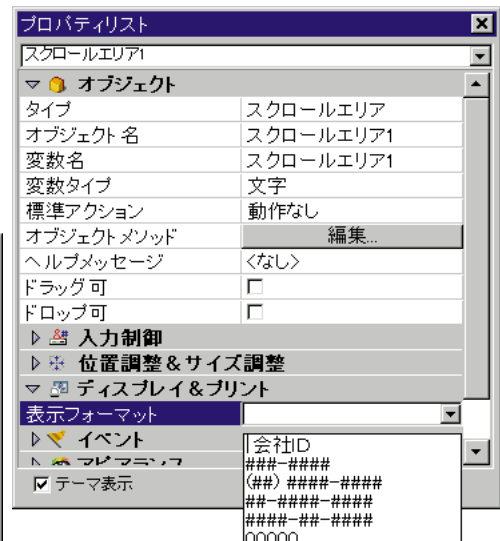 プロパティリスト
スクロールエリア1
オブジェクト
タイプ スクロールエリア
オブジェクト名 スクロールエリア1
変数名 スクロールエリア1
変数タイプ 文字
標準アクション 動作なし
オブジェクトメソッド 編集...
ヘルプメッセージ <なし>
ドラッグ可
ドロップ可
入力制御
位置調整&サイズ調整
ディスプレイ&プリント
表示フォーマット
イベント
アピアランス
テーマ表示
|会社ID
###-####
(##) ####-####
##-####-####
####-##-####
00000